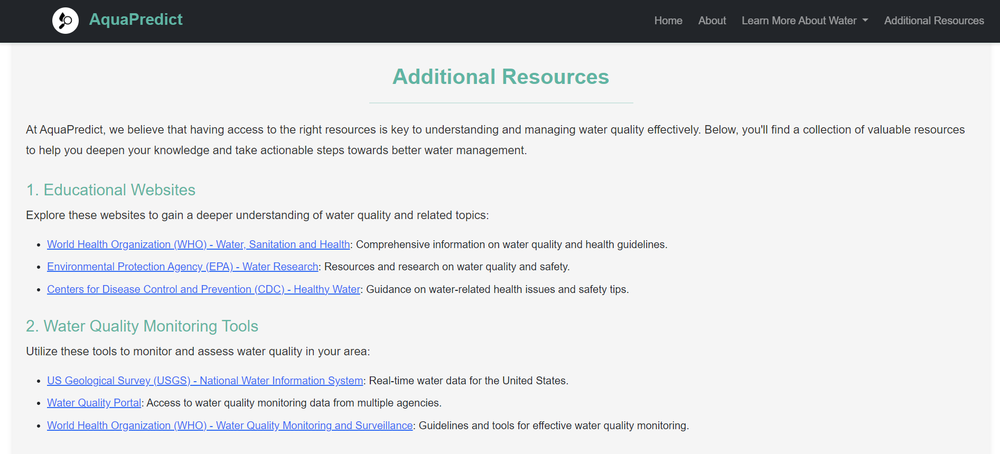 AquaPredict
Home About Learn More About Water Additional Resources
Additional Resources
At AquaPredict, we believe that having access to the right resources is key to understanding and managing water quality effectively. Below, you'll find a collection of valuable resources
to help you deepen your knowledge and take actionable steps towards better water management.
1. Educational Websites
Explore these websites to gain a deeper understanding of water quality and related topics:
• World Health Organization (WHO) - Water, Sanitation and Health: Comprehensive information on water quality and health guidelines.
• Environmental Protection Agency (EPA) - Water Research: Resources and research on water quality and safety.
• Centers for Disease Control and Prevention (CDC) - Healthy Water: Guidance on water-related health issues and safety tips.
2. Water Quality Monitoring Tools
Utilize these tools to monitor and assess water quality in your area:
• US Geological Survey (USGS) - National Water Information System: Real-time water data for the United States.
• Water Quality Portal: Access to water quality monitoring data from multiple agencies.
• World Health Organization (WHO) - Water Quality Monitoring and Surveillance: Guidelines and tools for effective water quality monitoring.